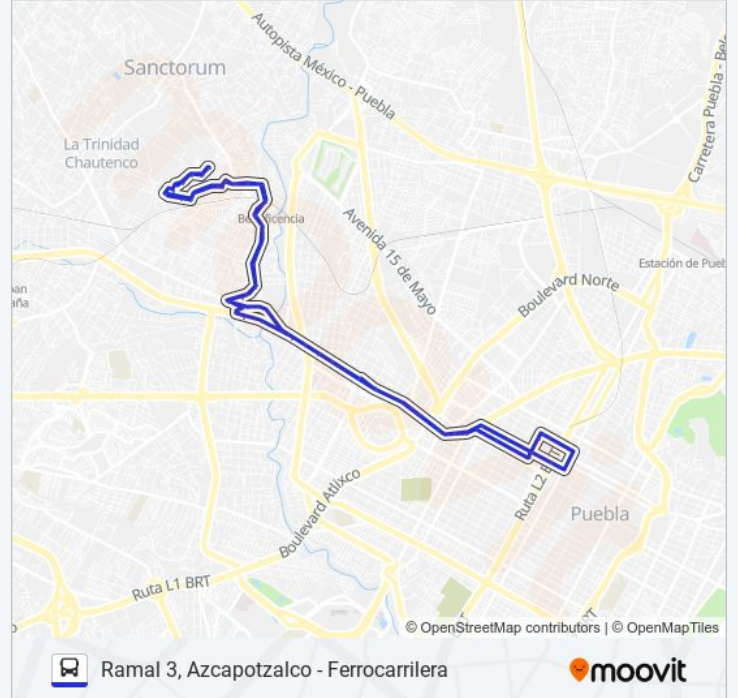 Autopista México - Puebla
Sanctorum
Carretera Puebla - Bel
La Trinidad
Chautenco
Avenida 15 de Mayo
Estación de Pueb
Boulevard Norte
Ruta L2 B
Puebla
Boulevard Atlixco
Ruta L1 BRT
© OpenStreetMap contributors | © OpenMapTiles
Ramal 3, Azcapotzalco - Ferrocarrilera
moovit